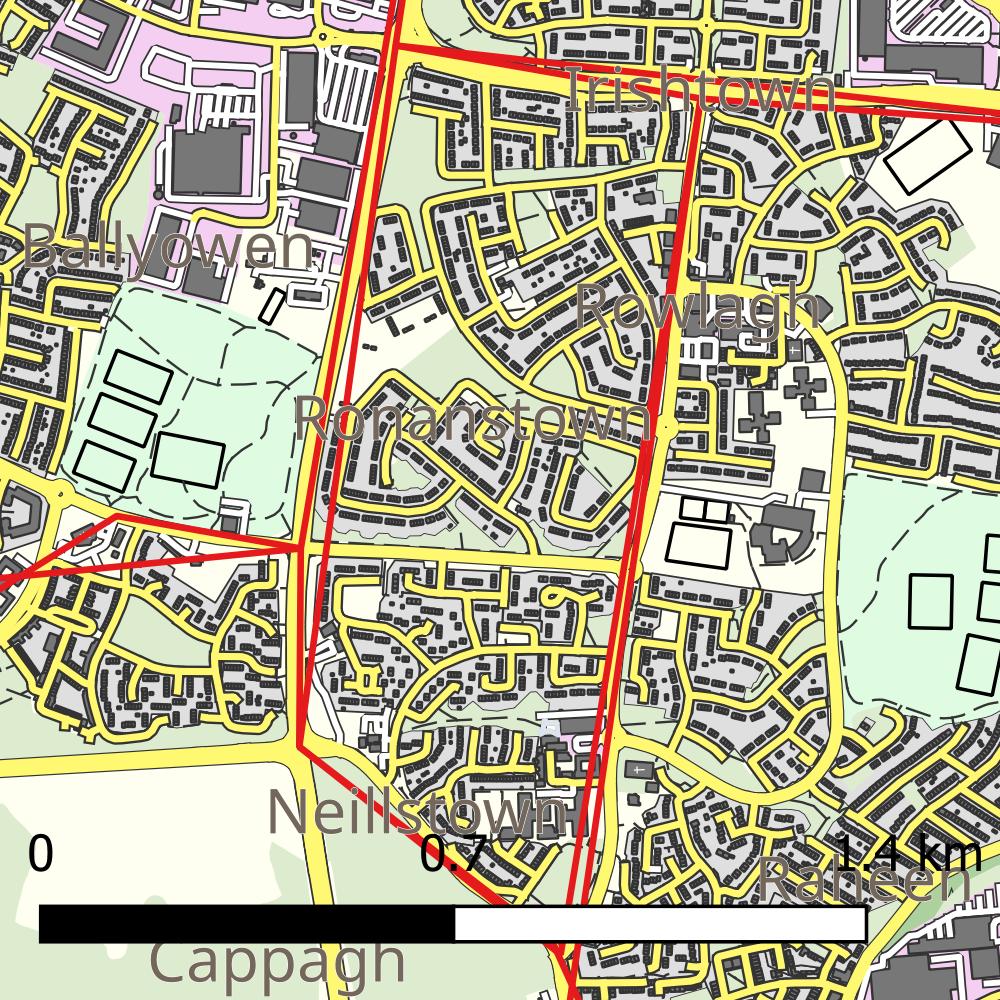 Irishtown
Ballyowen
Rowlagh
Ronanstown
Neillstown
0 0.7 1.4 km
Raheen
Cappagh